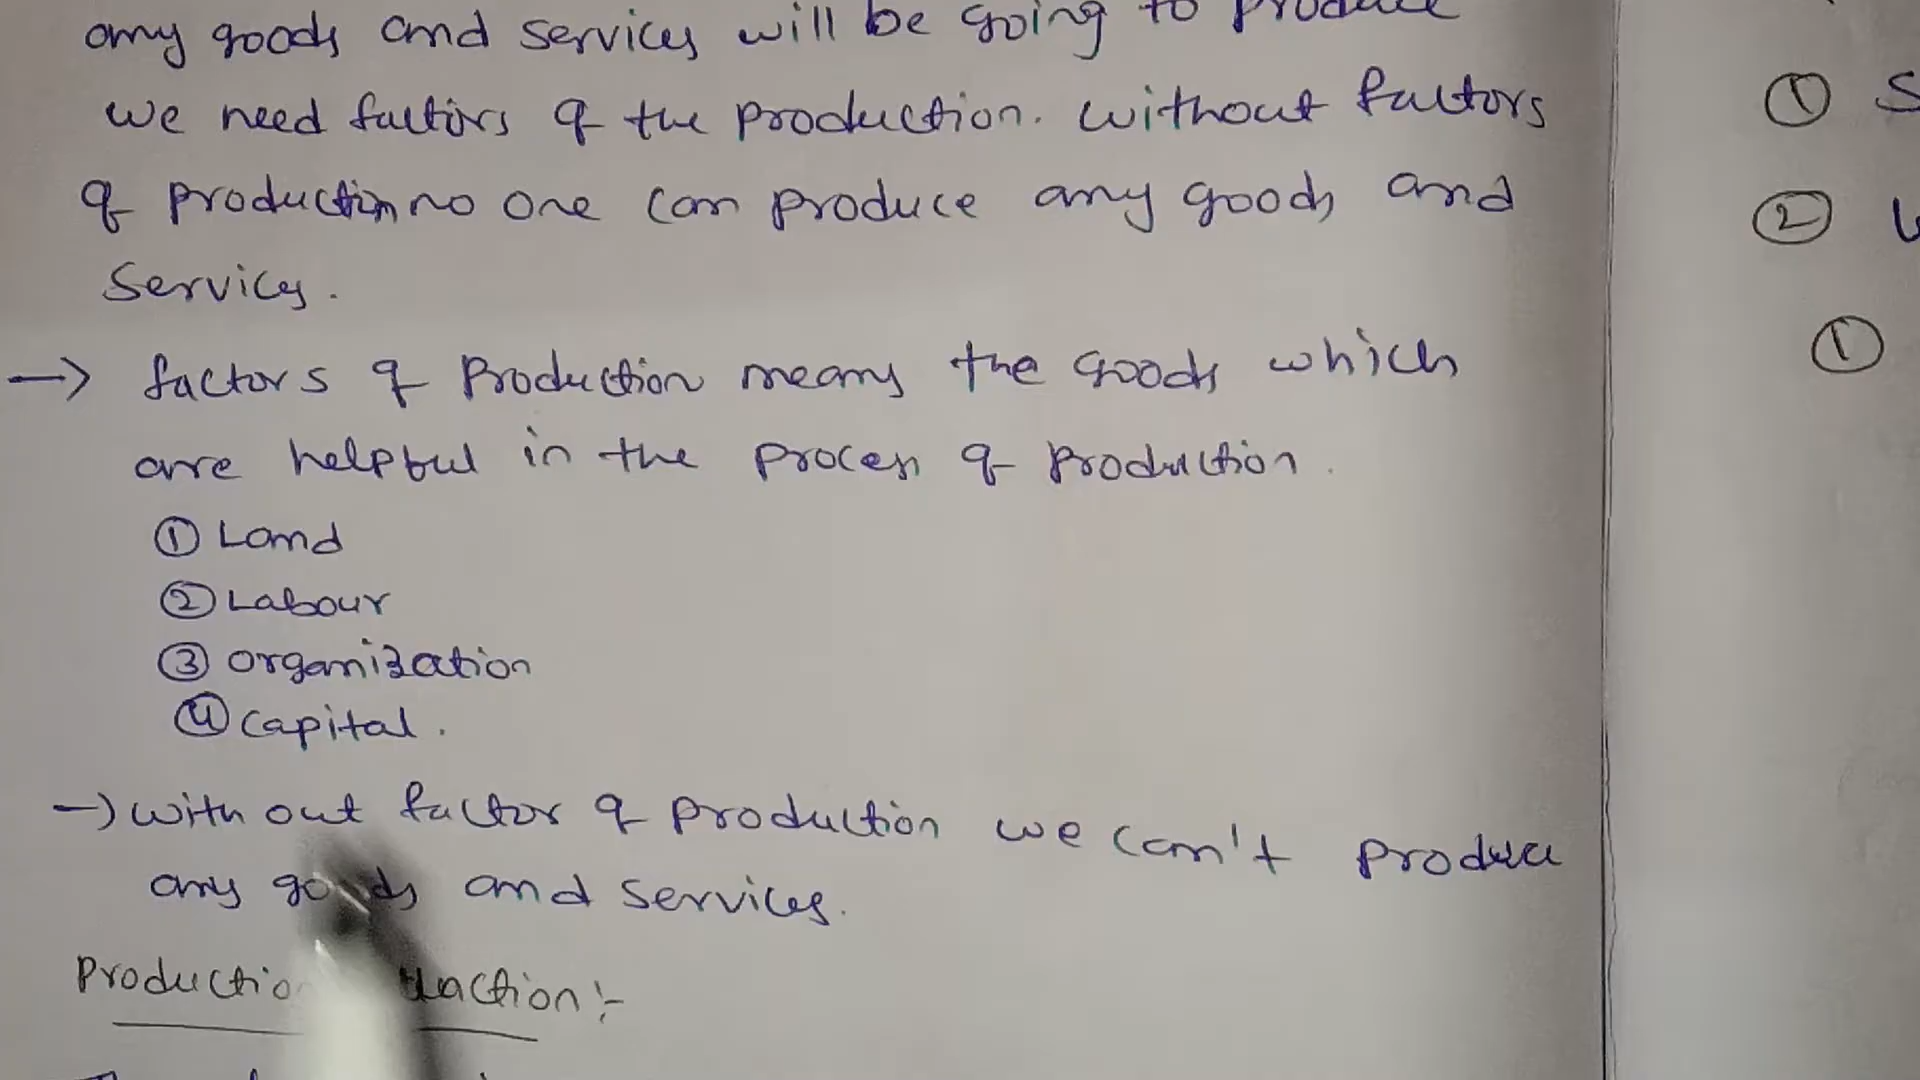 any goods and services will be going to produce
we need factors of the production. without factors
of production no one can produce any goods and
services.
→ factors of Production means the goods which
are helpful in the process of production.
① Land
② Labour
③ organization
④ capital.
→ with out factor of production we can't produce
any goods and services.
Production :-
① S
②
①